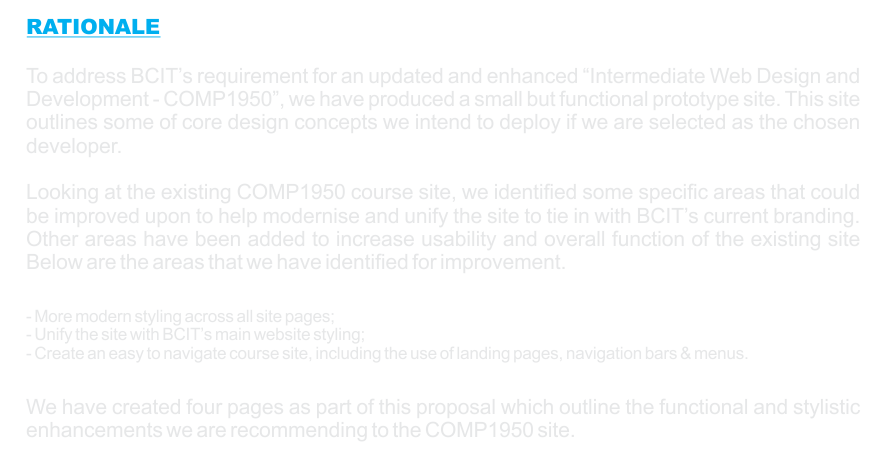 RATIONALE
To address BCIT's requirement for an updated and enhanced “Intermediate Web Design and
Development - COMP1950”, we have produced a small but functional prototype site. This site
outlines some of core design concepts we intend to deploy if we are selected as the chosen
developer.
Looking at the existing COMP1950 course site, we identified some specific areas that could
be improved upon to help modernise and unify the site to tie in with BCIT's current branding.
Other areas have been added to increase usability and overall function of the existing site
Below are the areas that we have identified for improvement.
- More modern styling across all site pages;
- Unify the site with BCIT's main website styling;
- Create an easy to navigate course site, including the use of landing pages, navigation bars & menus.
We have created four pages as part of this proposal which outline the functional and stylistic
enhancements we are recommending to the COMP1950 site.